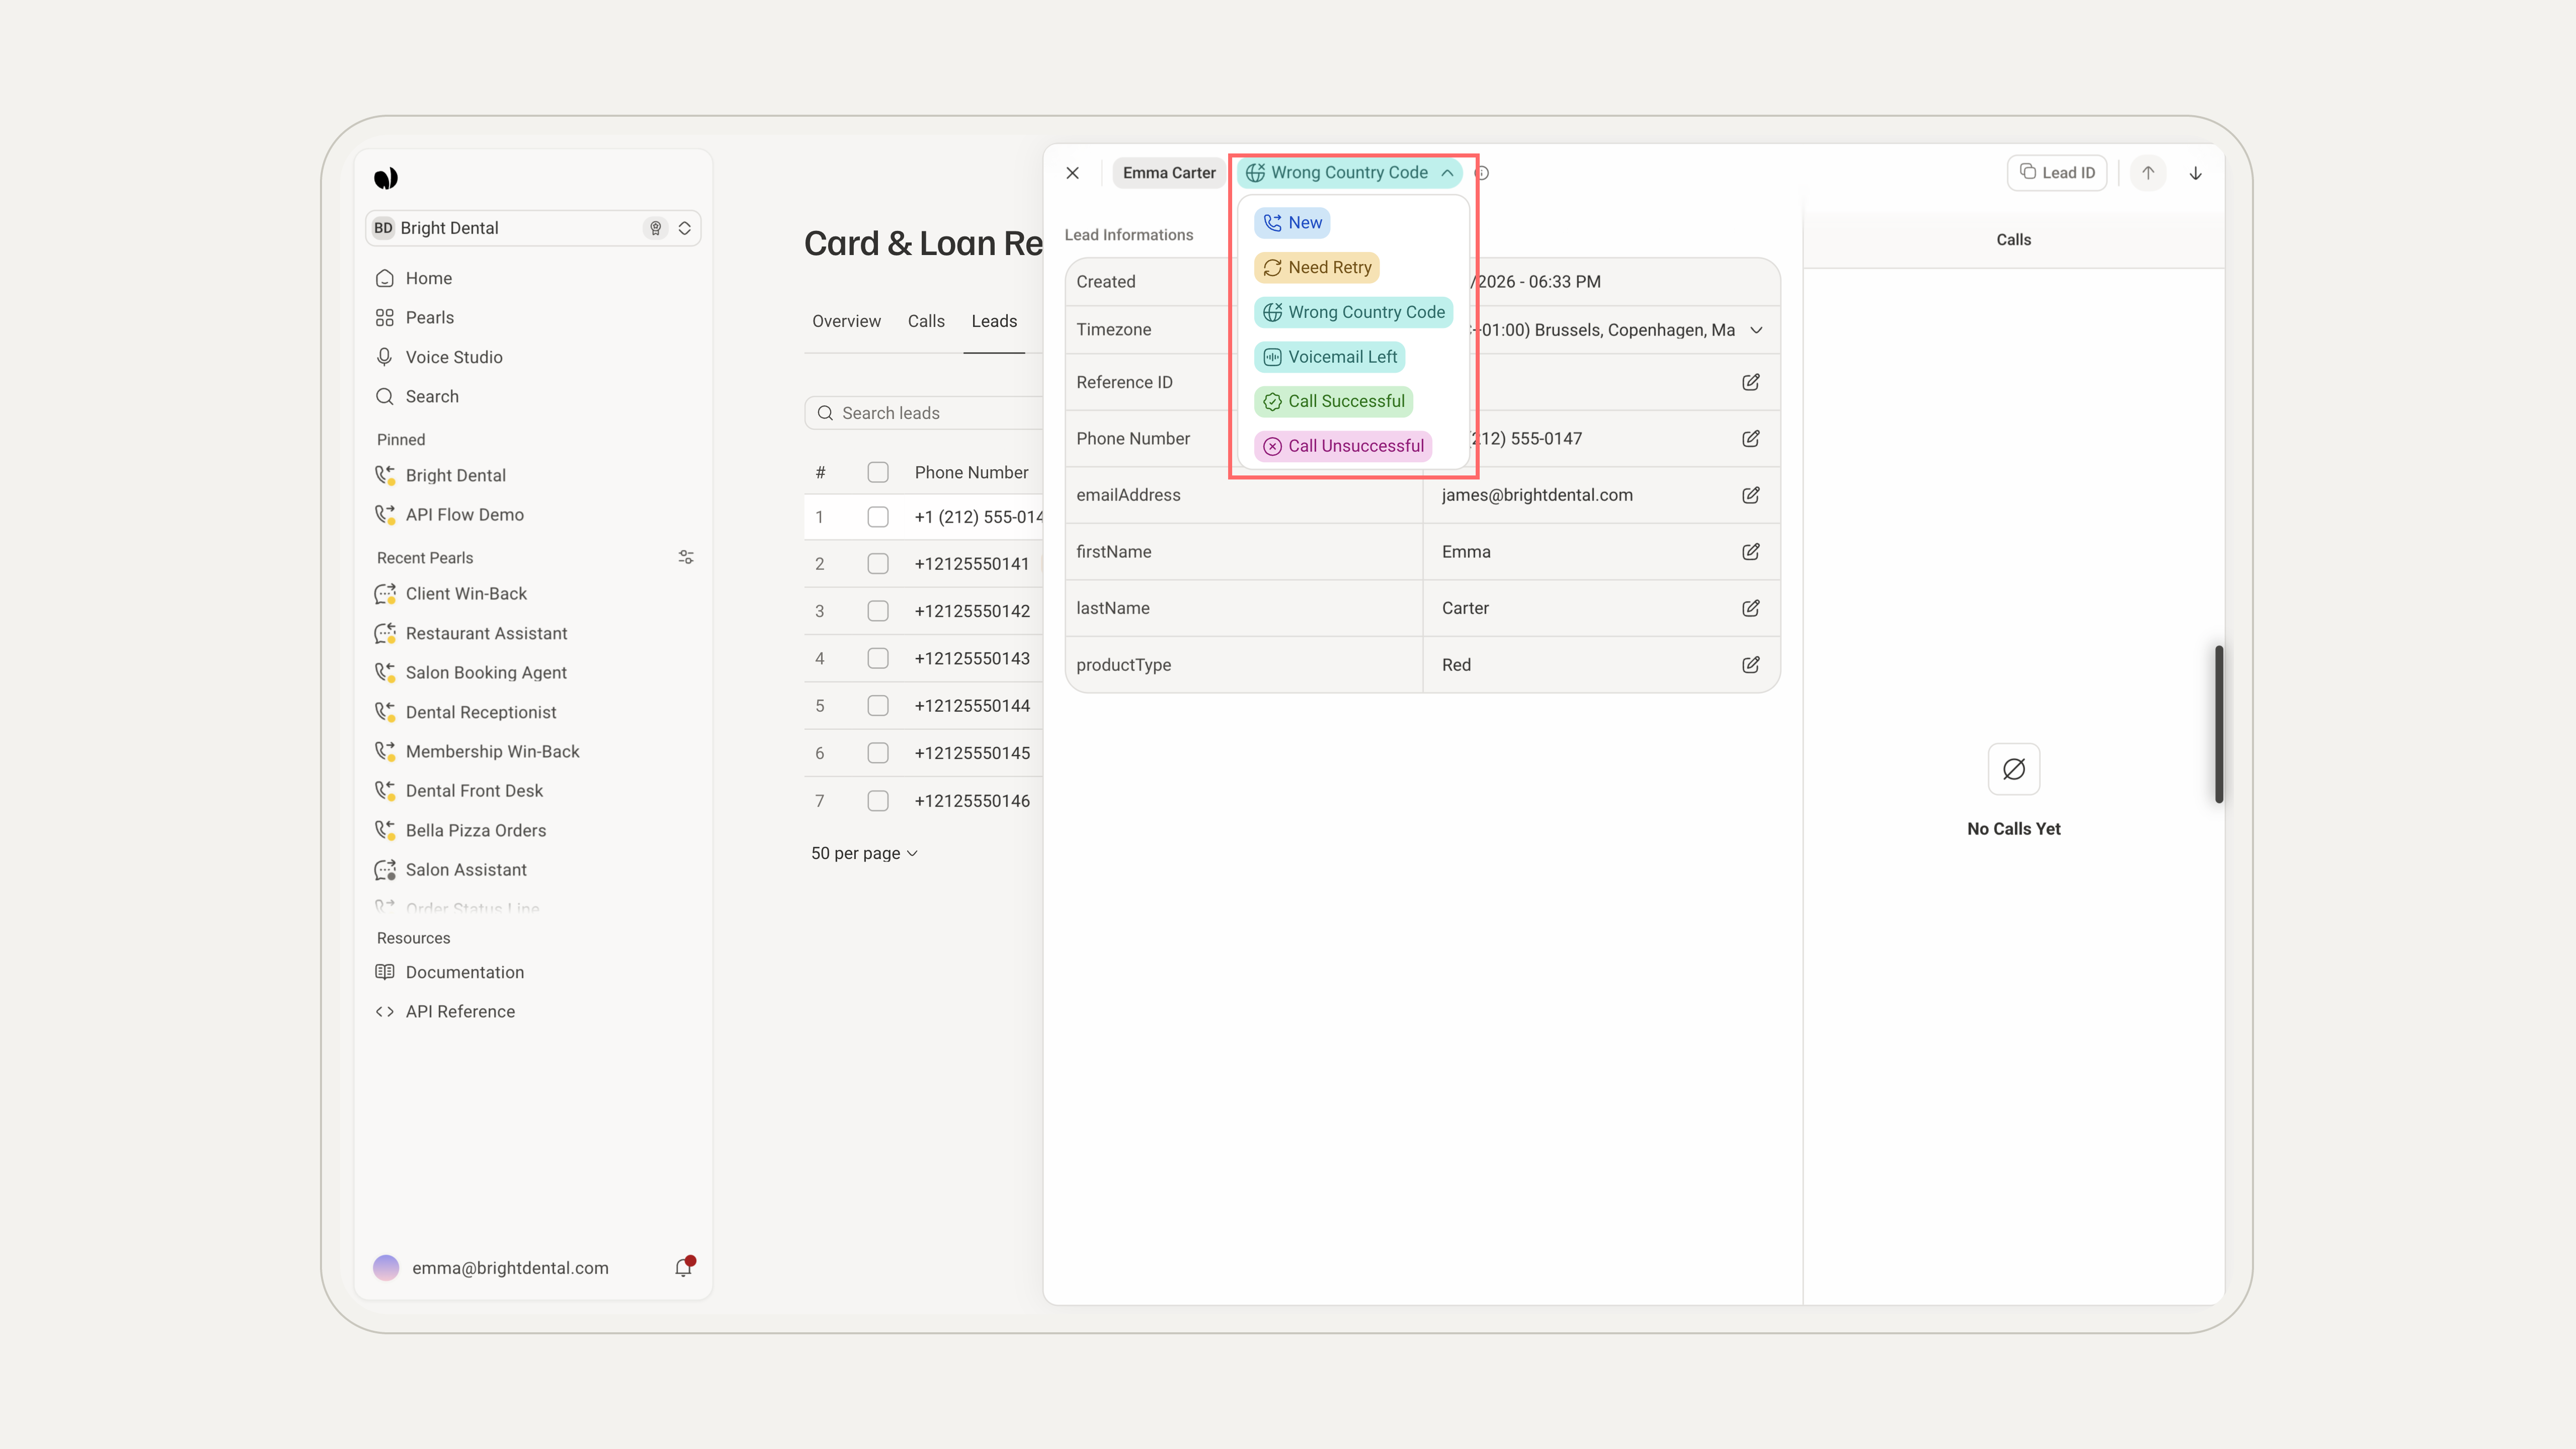 BD Bright Dental
Home
Pearls
Voice Studio
Search
Pinned
Bright Dental
API Flow Demo
Recent Pearls
Client Win-Back
Restaurant Assistant
Salon Booking Agent
Dental Receptionist
Membership Win-Back
Dental Front Desk
Bella Pizza Orders
Salon Assistant
Order Status Line
Resources
Documentation
API Reference
emma@brightdental.com
Card & Loan Re
Overview Calls Leads
Search leads
# Phone Number
1 +1 (212) 555-014
2 +12125550141
3 +12125550142
4 +12125550143
5 +12125550144
6 +12125550145
7 +12125550146
50 per page
Emma Carter Wrong Country Code
New
Need Retry
Wrong Country Code
Voicemail Left
Call Successful
Call Unsuccessful
Lead ID
Lead Informations
Created /2026 - 06:33 PM
Timezone +01:00) Brussels, Copenhagen, Ma
Reference ID
Phone Number 212) 555-0147
emailAddress james@brightdental.com
firstName Emma
lastName Carter
productType Red
Calls
No Calls Yet